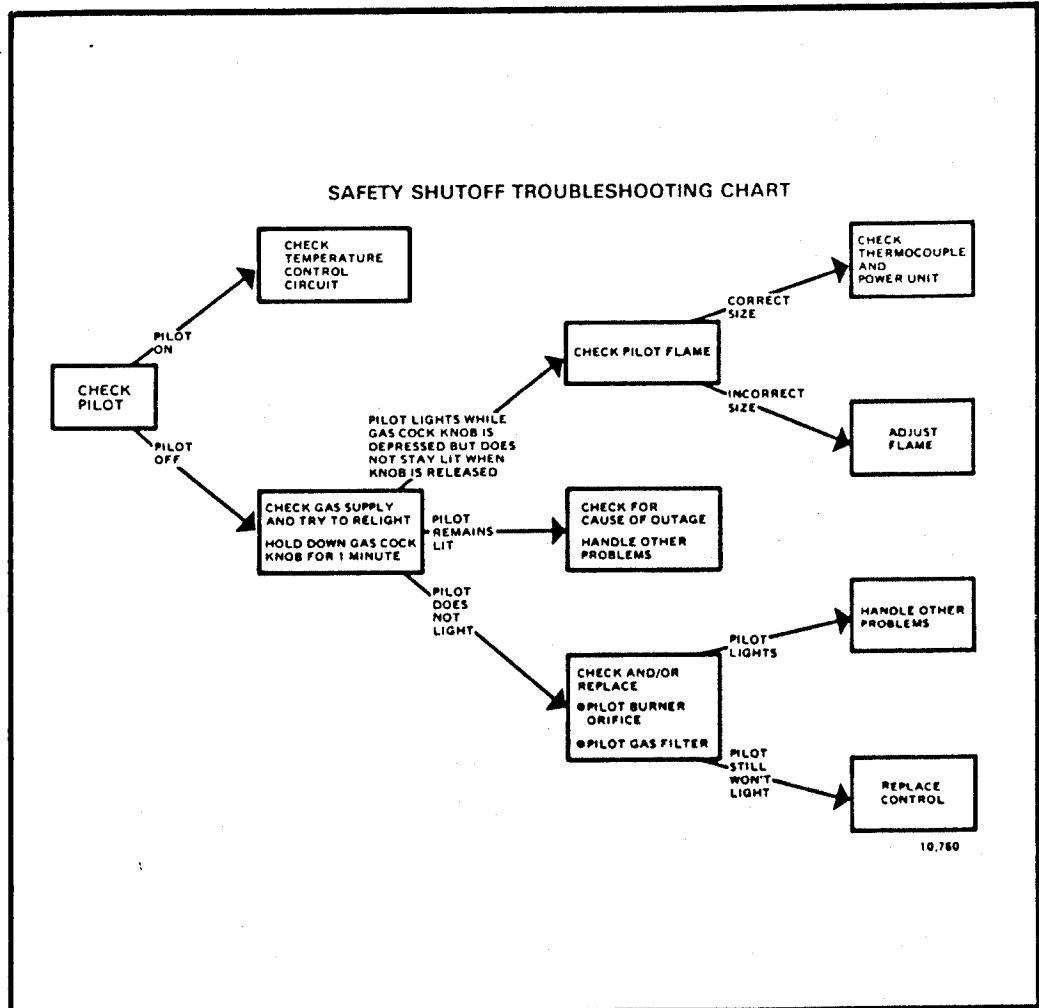 SAFETY SHUTOFF TROUBLESHOOTING CHART
CHECK
PILOT
PILOT
ON
CHECK
TEMPERATURE
CONTROL
CIRCUIT
PILOT
OFF
CHECK GAS SUPPLY
AND TRY TO RELIGHT
HOLD DOWN GAS COCK
KNOB FOR 1 MINUTE
PILOT LIGHTS WHILE
GAS COCK KNOB IS
DEPRESSED BUT DOES
NOT STAY LIT WHEN
KNOB IS RELEASED
CHECK PILOT FLAME
CORRECT
SIZE
CHECK
THERMOCOUPLE
AND
POWER UNIT
INCORRECT
SIZE
ADJUST
FLAME
PILOT
REMAINS
LIT
CHECK FOR
CAUSE OF OUTAGE
HANDLE OTHER
PROBLEMS
PILOT
DOES
NOT
LIGHT
CHECK AND/OR
REPLACE
●PILOT BURNER
ORIFICE
●PILOT GAS FILTER
PILOT
LIGHTS
HANDLE OTHER
PROBLEMS
PILOT
STILL
WON'T
LIGHT
REPLACE
CONTROL
10,760